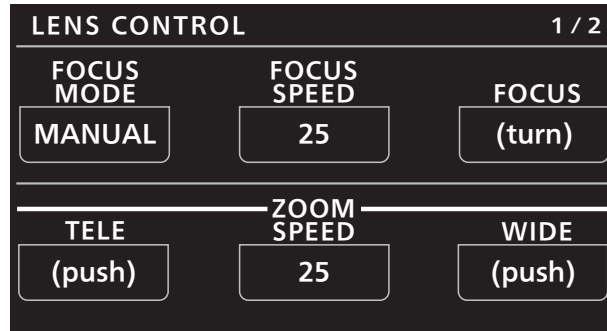 LENS CONTROL 1 / 2
FOCUS MODE
FOCUS SPEED
FOCUS
MANUAL
25
(turn)
ZOOM
TELE
SPEED
WIDE
(push)
25
(push)